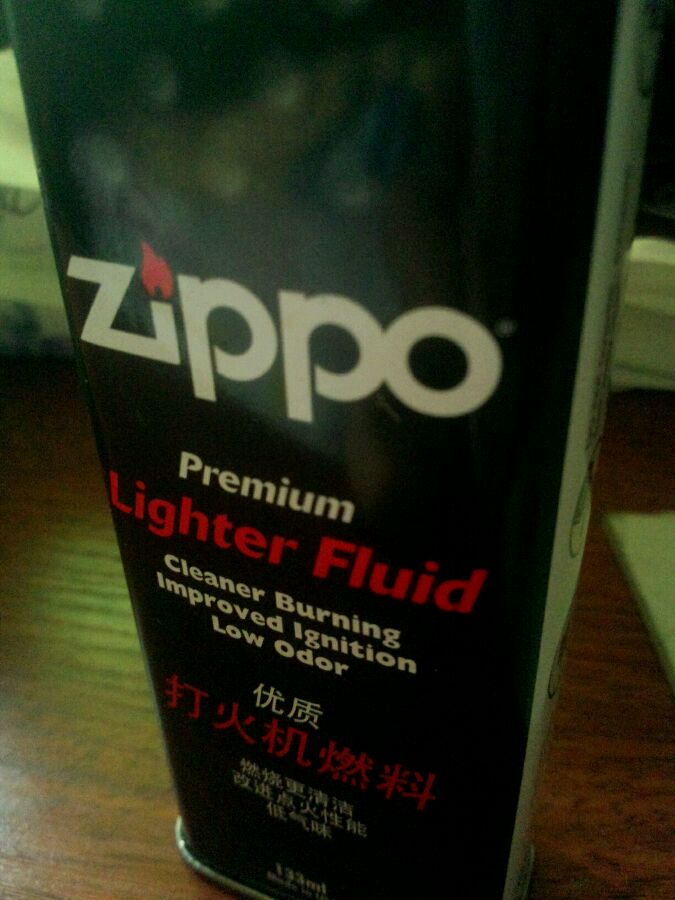 zippo
Premium
Lighter Fluid
Cleaner Burning
Improved Ignition
Low Odor
优质
打火机燃料
燃烧更清洁
改进点火性能
低气味
133ml